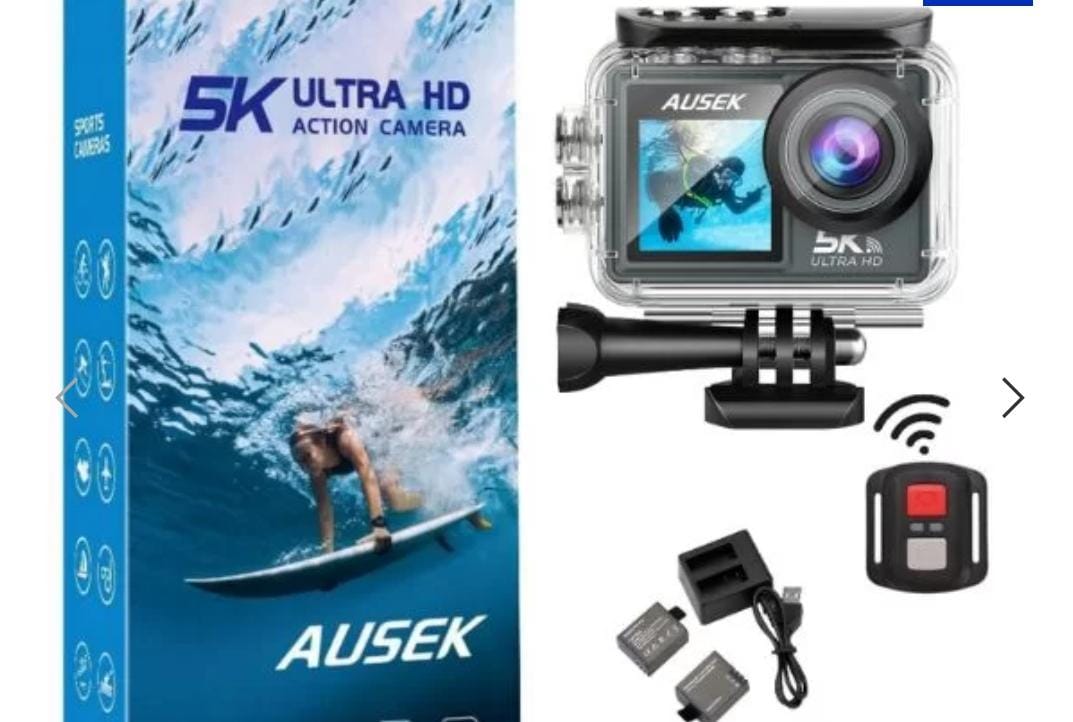 SPORTS
CAMERAS
5K ULTRA HD
ACTION CAMERA
AUSEK
AUSEK
5K
ULTRA HD